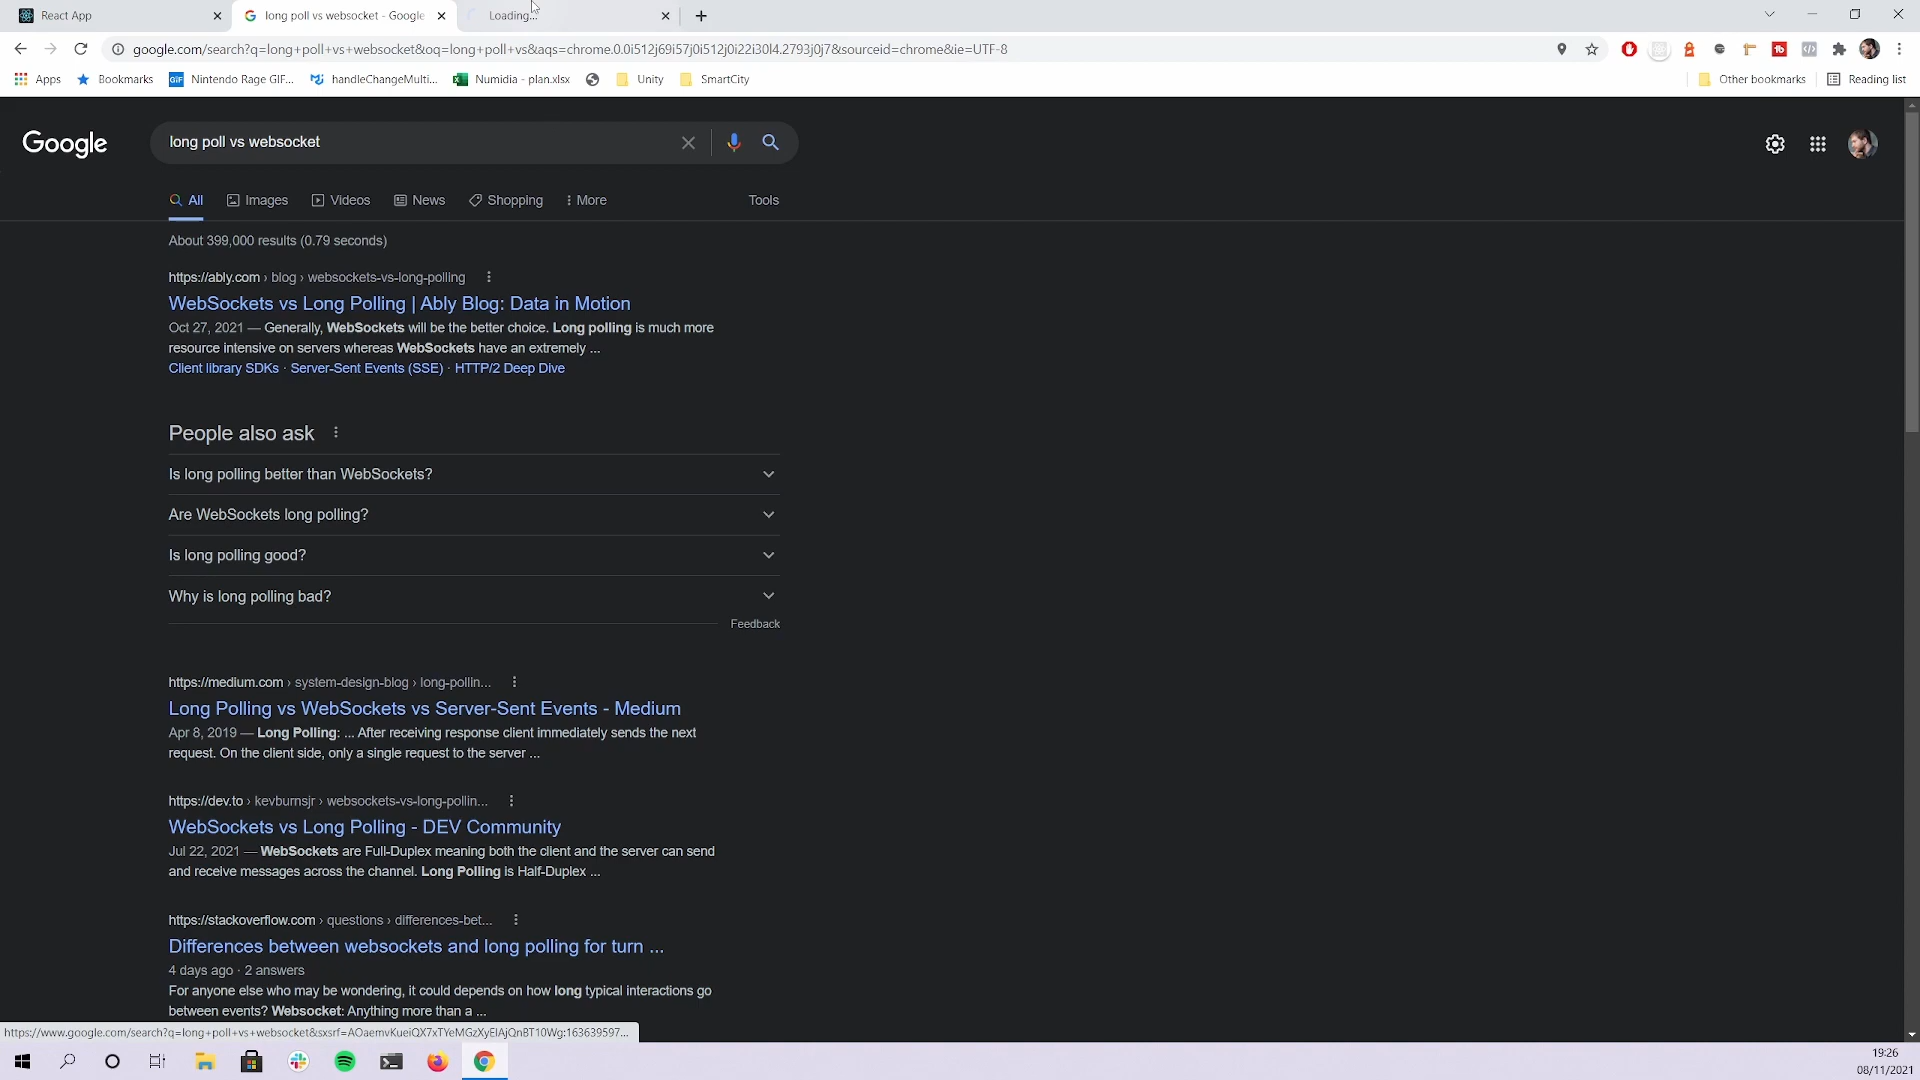 React App
long poll vs websocket - Google
Loading...
google.com/search?q=long+poll+vs+websocket&oq=long+poll+vs&aqs=chrome.0.0i512j69i57j0i512j0i22i30l4.2793j0j7&sourceid=chrome&ie=UTF-8
Apps
Bookmarks
Nintendo Rage GIF...
handleChangeMulti...
Numidia - plan.xlsx
Unity
SmartCity
Other bookmarks
Reading list
Google
long poll vs websocket
All
Images
Videos
News
Shopping
More
Tools
About 399,000 results (0.79 seconds)
https://ably.com › blog › websockets-vs-long-polling
WebSockets vs Long Polling | Ably Blog: Data in Motion
Oct 27, 2021 — Generally, WebSockets will be the better choice. Long polling is much more
resource intensive on servers whereas WebSockets have an extremely ...
Client library SDKs · Server-Sent Events (SSE) · HTTP/2 Deep Dive
People also ask
Is long polling better than WebSockets?
Are WebSockets long polling?
Is long polling good?
Why is long polling bad?
Feedback
https://medium.com › system-design-blog › long-pollin...
Long Polling vs WebSockets vs Server-Sent Events - Medium
Apr 8, 2019 — Long Polling: ... After receiving response client immediately sends the next
request. On the client side, only a single request to the server ...
https://dev.to › kevburnsjr › websockets-vs-long-pollin...
WebSockets vs Long Polling - DEV Community
Jul 22, 2021 — WebSockets are Full-Duplex meaning both the client and the server can send
and receive messages across the channel. Long Polling is Half-Duplex ...
https://stackoverflow.com › questions › differences-bet...
Differences between websockets and long polling for turn ...
4 days ago · 2 answers
For anyone else who may be wondering, it could depends on how long typical interactions go
between events? Websocket: Anything more than a ...
19:26
08/11/2021